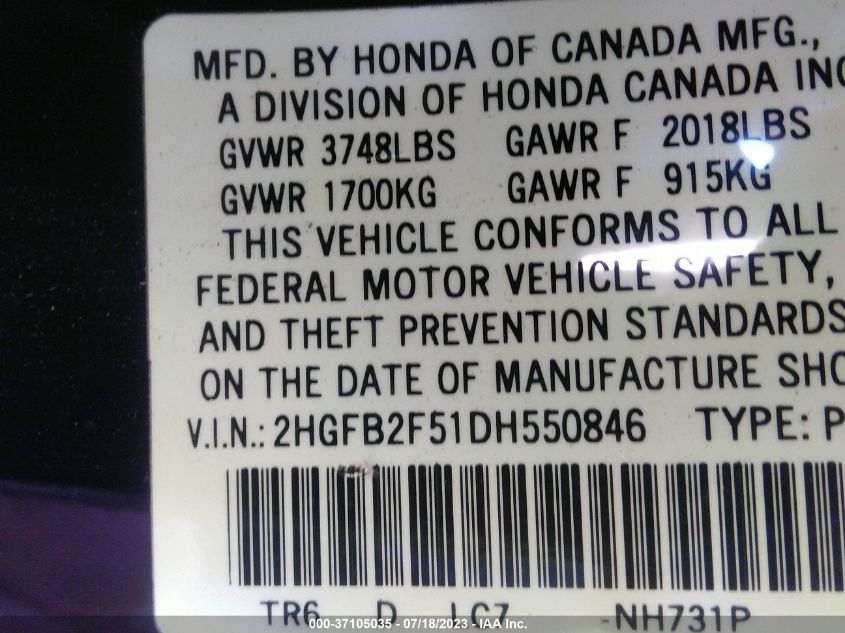 MFD. BY HONDA OF CANADA MFG.,
A DIVISION OF HONDA CANADA INC
GVWR 3748LBS GAWR F 2018LBS
GVWR 1700KG GAWR F 915KG
THIS VEHICLE CONFORMS TO ALL
FEDERAL MOTOR VEHICLE SAFETY,
AND THEFT PREVENTION STANDARDS
ON THE DATE OF MANUFACTURE SHO
V.I.N.: 2HGFB2F51DH550846 TYPE: P
TR6 D LCZ -NH731P
000-37105035 - 07/18/2023 - IAA Inc.